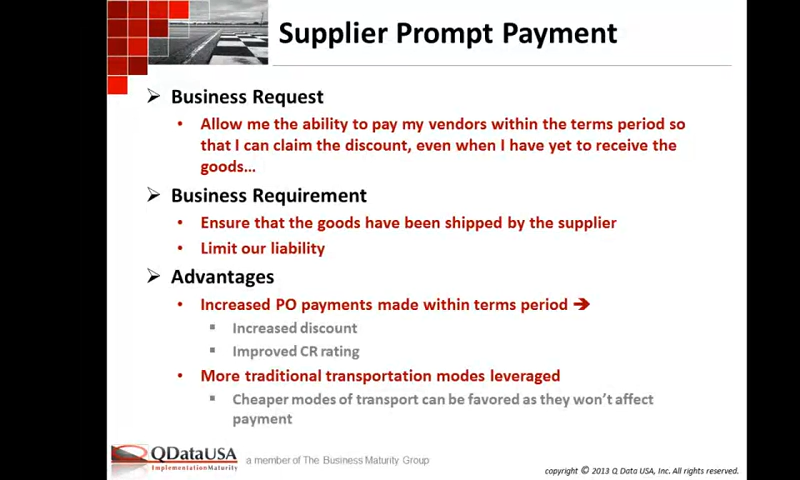 Supplier Prompt Payment
Business Request
Allow me the ability to pay my vendors within the terms period so
that I can claim the discount, even when I have yet to receive the
goods…
Business Requirement
Ensure that the goods have been shipped by the supplier
Limit our liability
Advantages
Increased PO payments made within terms period ➔
Increased discount
Improved CR rating
More traditional transportation modes leveraged
Cheaper modes of transport can be favored as they won't affect
payment
QDataUSA
ImplementationMaturity
a member of The Business Maturity Group
copyright © 2013 Q Data USA, Inc. All rights reserved.